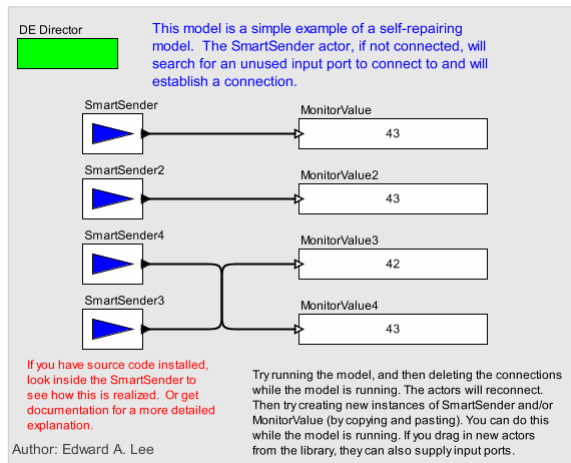 DE Director
This model is a simple example of a self-repairing
model. The SmartSender actor, if not connected, will
search for an unused input port to connect to and will
establish a connection.
SmartSender
MonitorValue
43
SmartSender2
MonitorValue2
43
SmartSender4
MonitorValue3
42
SmartSender3
MonitorValue4
43
If you have source code installed,
look inside the SmartSender to
see how this is realized. Or get
documentation for a more detailed
explanation.
Author: Edward A. Lee
Try running the model, and then deleting the connections
while the model is running. The actors will reconnect.
Then try creating new instances of SmartSender and/or
MonitorValue (by copying and pasting). You can do this
while the model is running. If you drag in new actors
from the library, they can also supply input ports.